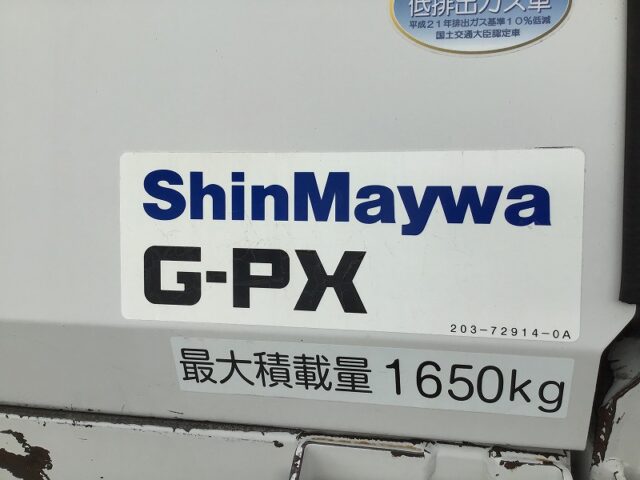 低排出ガス車
平成21年排出ガス基準10%低減
国土交通大臣認定車
ShinMaywa
G-PX
203-72914-0A
最大積載量 1650kg